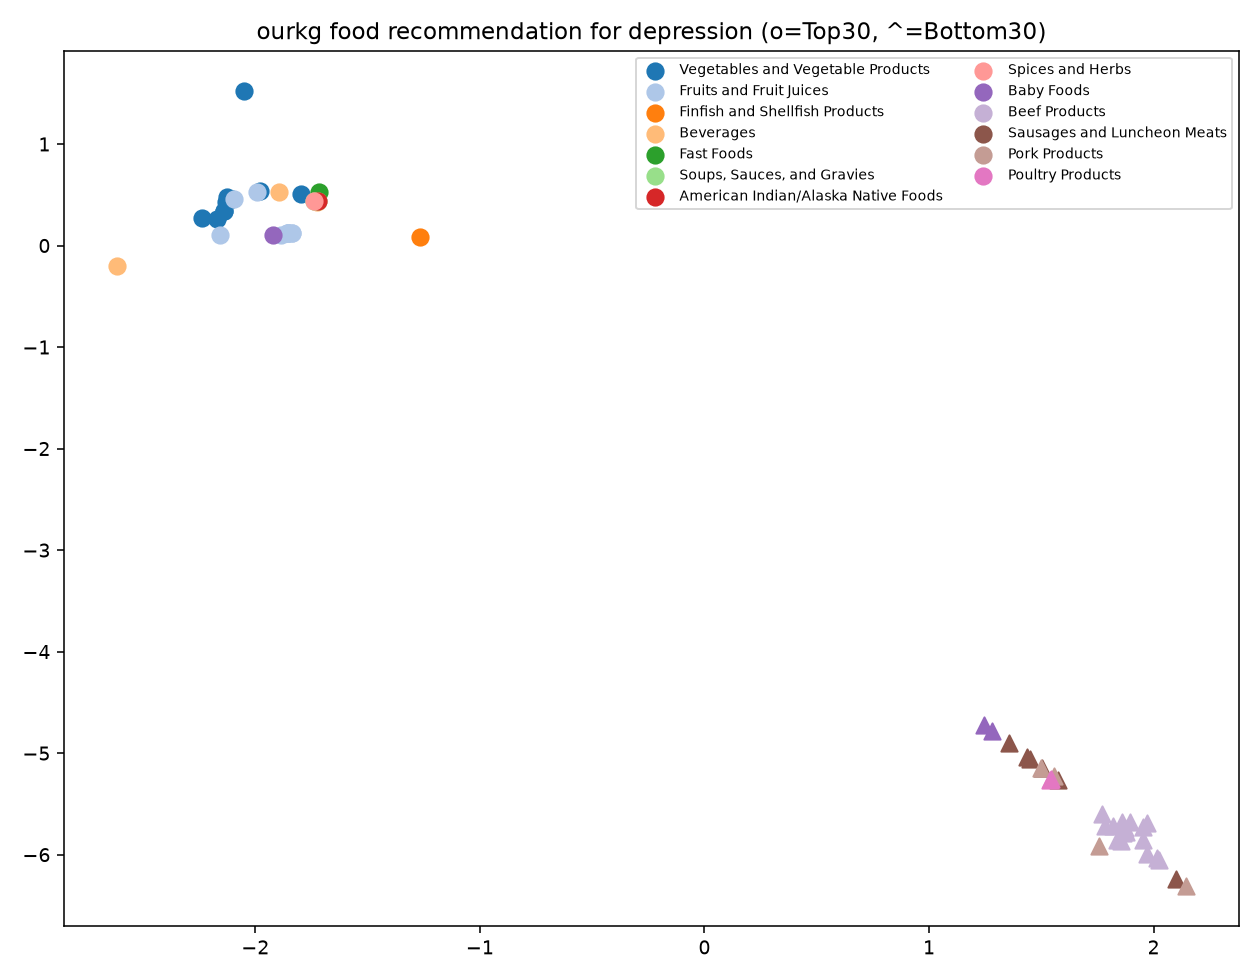 ourkg food recommendation for depression (o=Top30, ^=Bottom30)
Vegetables and Vegetable Products
Fruits and Fruit Juices
Finfish and Shellfish Products
Beverages
Fast Foods
Soups, Sauces, and Gravies
American Indian/Alaska Native Foods
Spices and Herbs
Baby Foods
Beef Products
Sausages and Luncheon Meats
Pork Products
Poultry Products
1
0
−1
−2
−3
−4
−5
−6
−2 −1 0 1 2